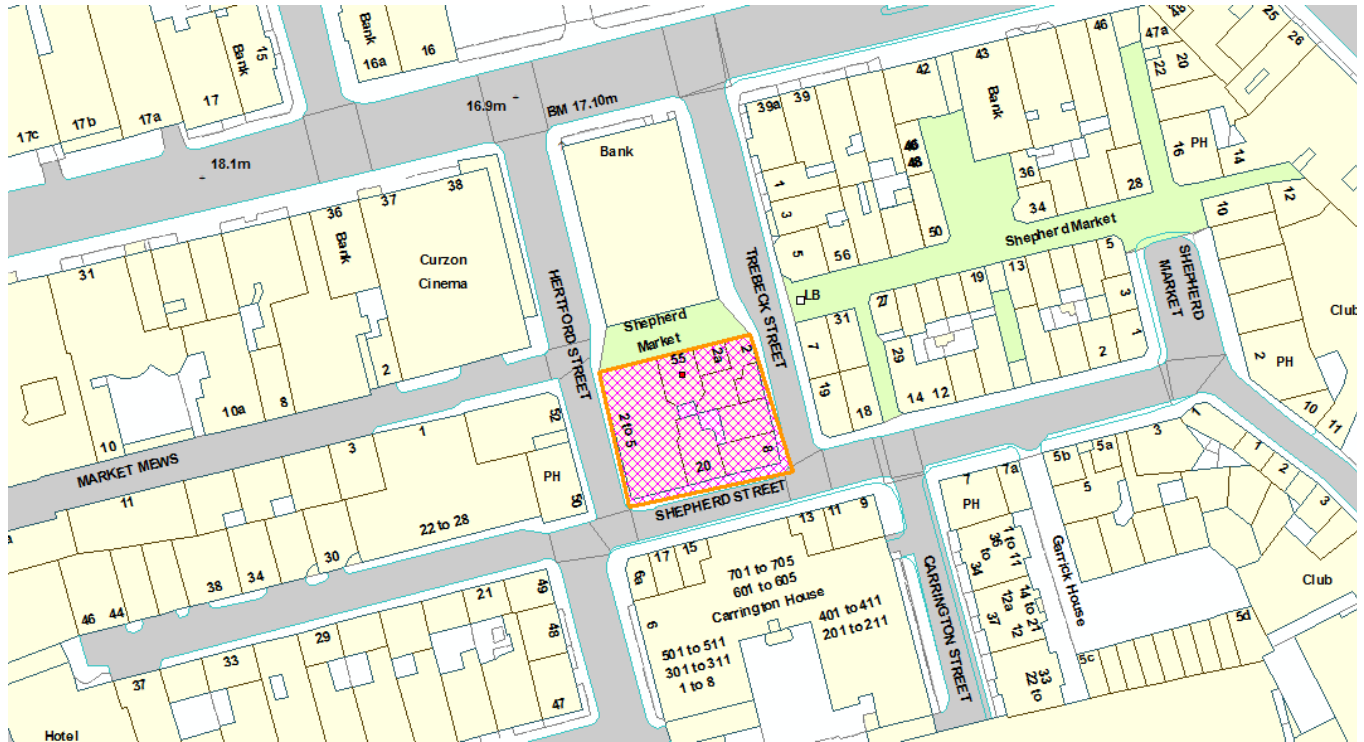 Bank
15
Bank
16a
16
17
17a
17b
17c
16.9m
BM 17.10m
18.1m
46
47a
48
25
26
22
20
43
42
Bank
39
39a
PH
16
14
12
10
46
48
36
34
28
50
Shepherd Market
1
3
5
56
Bank
38
37
36
Bank
31
Curzon
Cinema
HERTFORD STREET
TREBECK STREET
LB
Shepherd
Market
27
19
13
5
3
1
2
SHEPHERD
MARKET
Club
31
7
29
19
18
14
12
2
PH
10
11
55
2a
2
2 to 5
20
8
SHEPHERD STREET
2
8
10a
10
MARKET MEWS
1
3
11
52
PH
50
22 to 28
30
34
38
44
46
13
11
9
17
15
6a
6
701 to 705
601 to 605
Carrington House
401 to 411
201 to 211
501 to 511
301 to 311
1 to 8
CARRINGTON STREET
7
PH
7a
5b
5a
5
3
1
1
2
3
1 to 11
36
to
34
14 to 21
12a
12
37
33
22 to
Garrick House
5c
5d
Club
21
49
48
47
29
33
37
Hotel